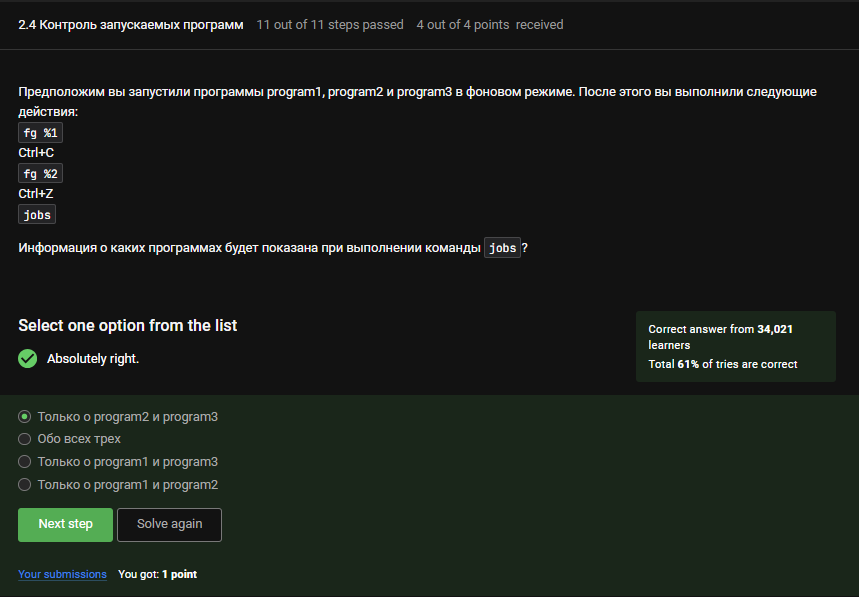 2.4 Контроль запускаемых программ 11 out of 11 steps passed 4 out of 4 points received
Предположим вы запустили программы program1, program2 и program3 в фоновом режиме. После этого вы выполнили следующие
действия:
fg %1
Ctrl+C
fg %2
Ctrl+Z
jobs
Информация о каких программах будет показана при выполнении команды jobs?
Select one option from the list
Absolutely right.
Correct answer from 34,021
learners
Total 61% of tries are correct
Только о program2 и program3
Обо всех трех
Только о program1 и program3
Только о program1 и program2
Next step Solve again
Your submissions You got: 1 point